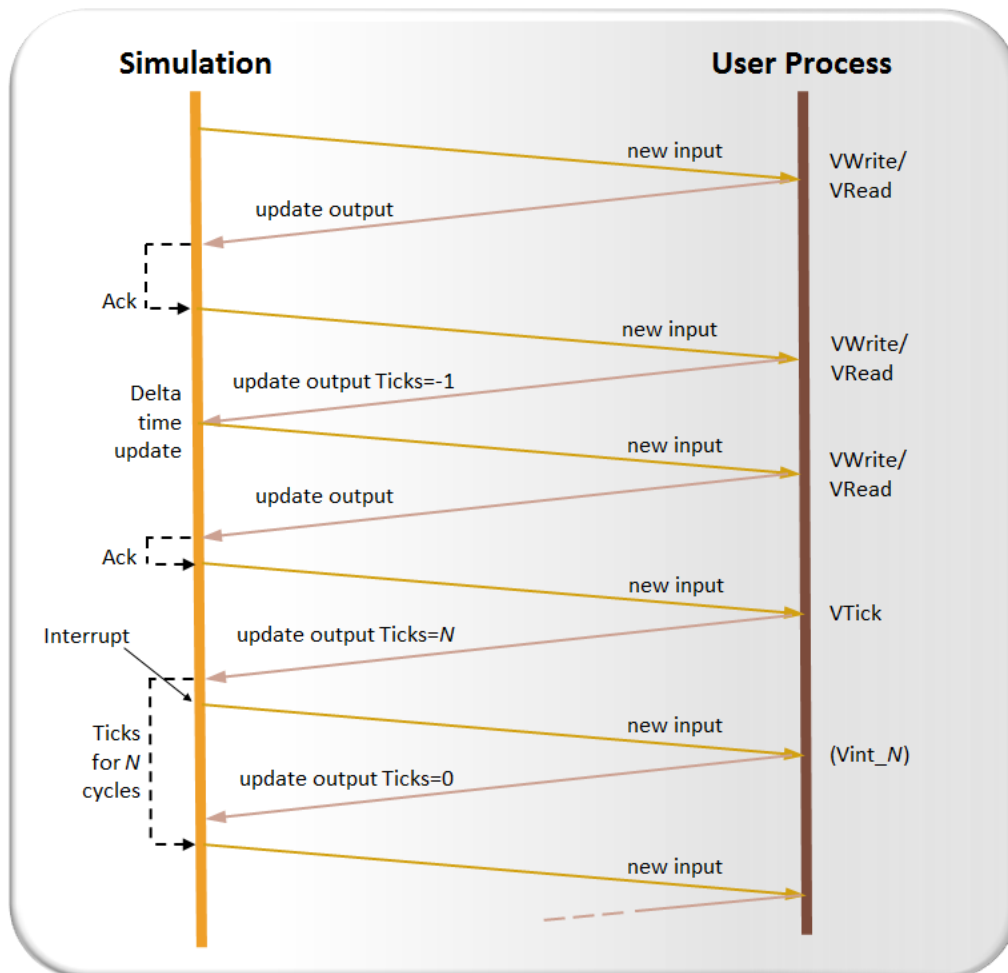 Simulation
User Process
new input
VWrite/
VRead
update output
Ack
new input
VWrite/
VRead
update output Ticks=-1
Delta
time
update
new input
VWrite/
VRead
update output
Ack
new input
VTick
update output Ticks=N
Interrupt
new input
(Vint_N)
Ticks
for N
cycles
update output Ticks=0
new input